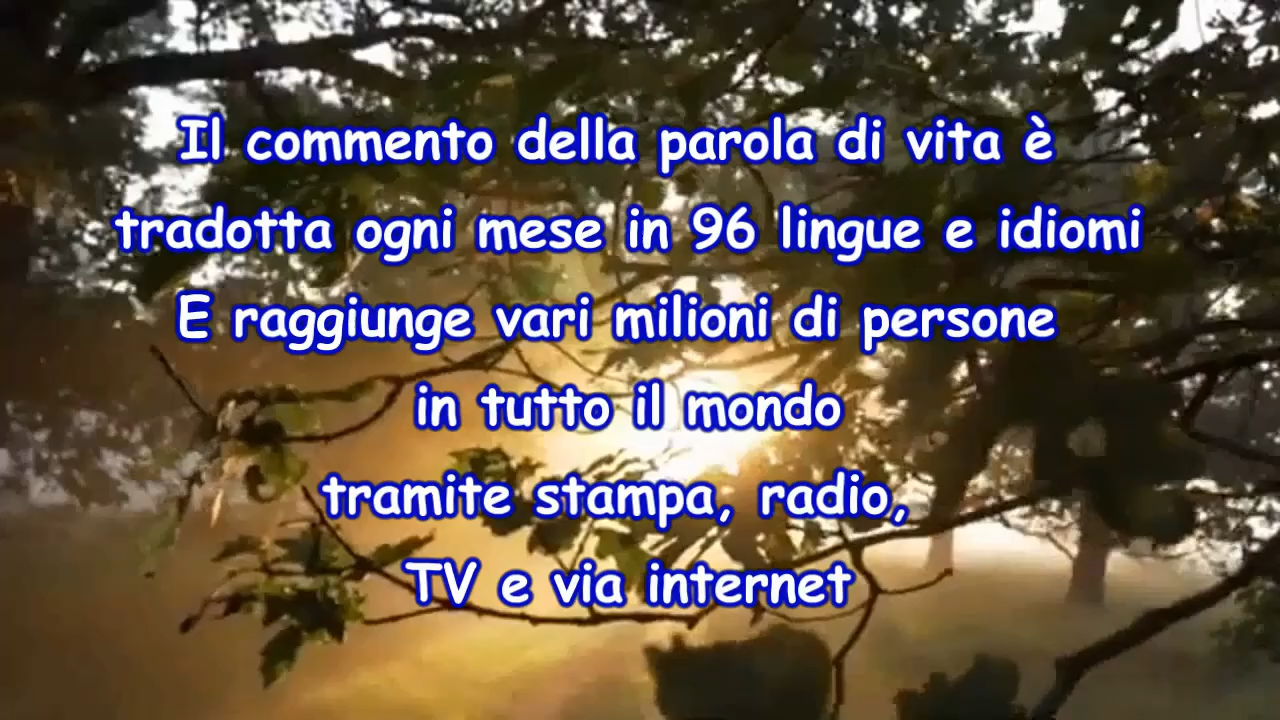 Il commento della parola di vita è
tradotta ogni mese in 96 lingue e idiomi
E raggiunge vari milioni di persone
in tutto il mondo
tramite stampa, radio,
TV e via internet